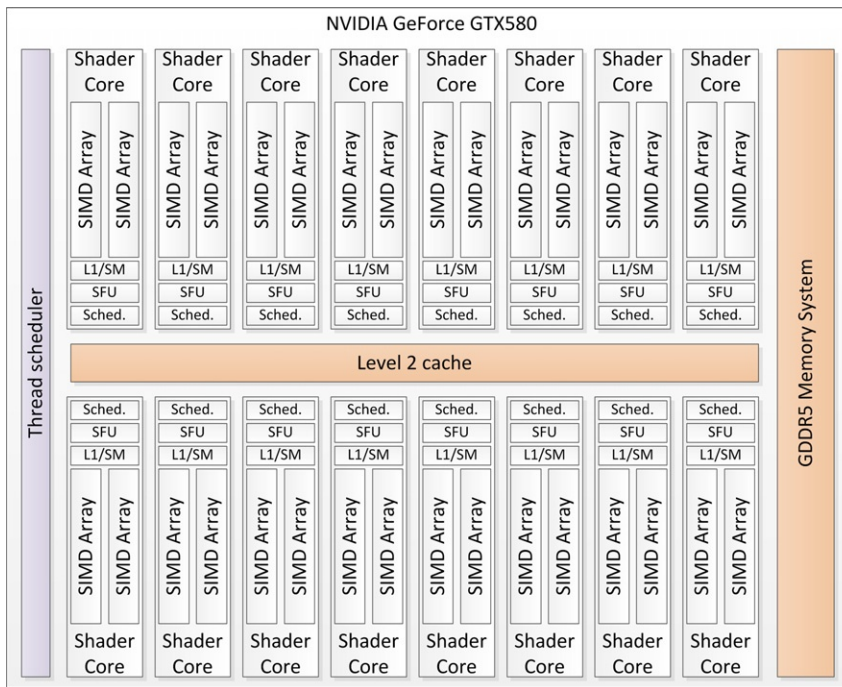 NVIDIA GeForce GTX580
Thread scheduler
Shader Core Shader Core Shader Core Shader Core Shader Core Shader Core Shader Core Shader Core
SIMD Array SIMD Array SIMD Array SIMD Array SIMD Array SIMD Array SIMD Array SIMD Array SIMD Array SIMD Array SIMD Array SIMD Array SIMD Array SIMD Array SIMD Array SIMD Array
L1/SM L1/SM L1/SM L1/SM L1/SM L1/SM L1/SM L1/SM
SFU SFU SFU SFU SFU SFU SFU SFU
Sched. Sched. Sched. Sched. Sched. Sched. Sched. Sched.
Level 2 cache
Sched. Sched. Sched. Sched. Sched. Sched. Sched. Sched.
SFU SFU SFU SFU SFU SFU SFU SFU
L1/SM L1/SM L1/SM L1/SM L1/SM L1/SM L1/SM L1/SM
SIMD Array SIMD Array SIMD Array SIMD Array SIMD Array SIMD Array SIMD Array SIMD Array SIMD Array SIMD Array SIMD Array SIMD Array SIMD Array SIMD Array SIMD Array SIMD Array
Shader Core Shader Core Shader Core Shader Core Shader Core Shader Core Shader Core Shader Core
GDDR5 Memory System